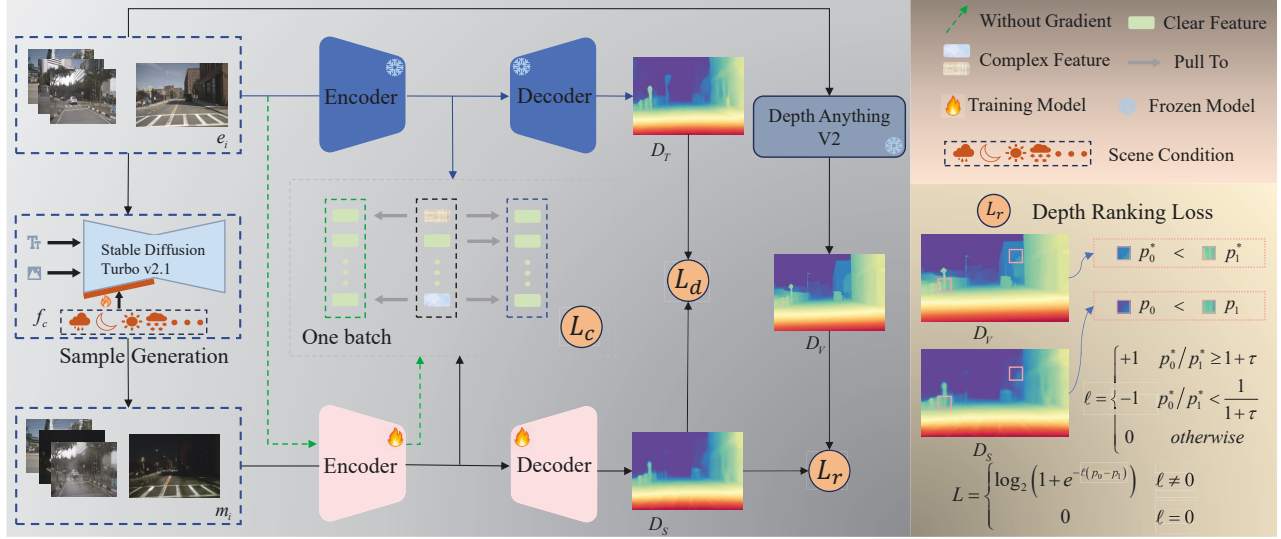 e_i
Encoder
Decoder
D_T
Depth Anything
V2
Stable Diffusion
Turbo v2.1
f_c
Sample Generation
One batch
L_c
L_d
D_V
m_i
Encoder
Decoder
D_S
L_r
Without Gradient
Clear Feature
Complex Feature
Pull To
Training Model
Frozen Model
Scene Condition
L_r Depth Ranking Loss
p_0^* < p_1^*
p_0 < p_1
D_V
D_S
ℓ = { +1 p_0^*/p_1^* ≥ 1+τ
-1 p_0^*/p_1^* < 1/(1+τ)
0 otherwise
L = { log_2(1+e^{-ℓ(p_0-p_1)}) ℓ ≠ 0
0 ℓ = 0